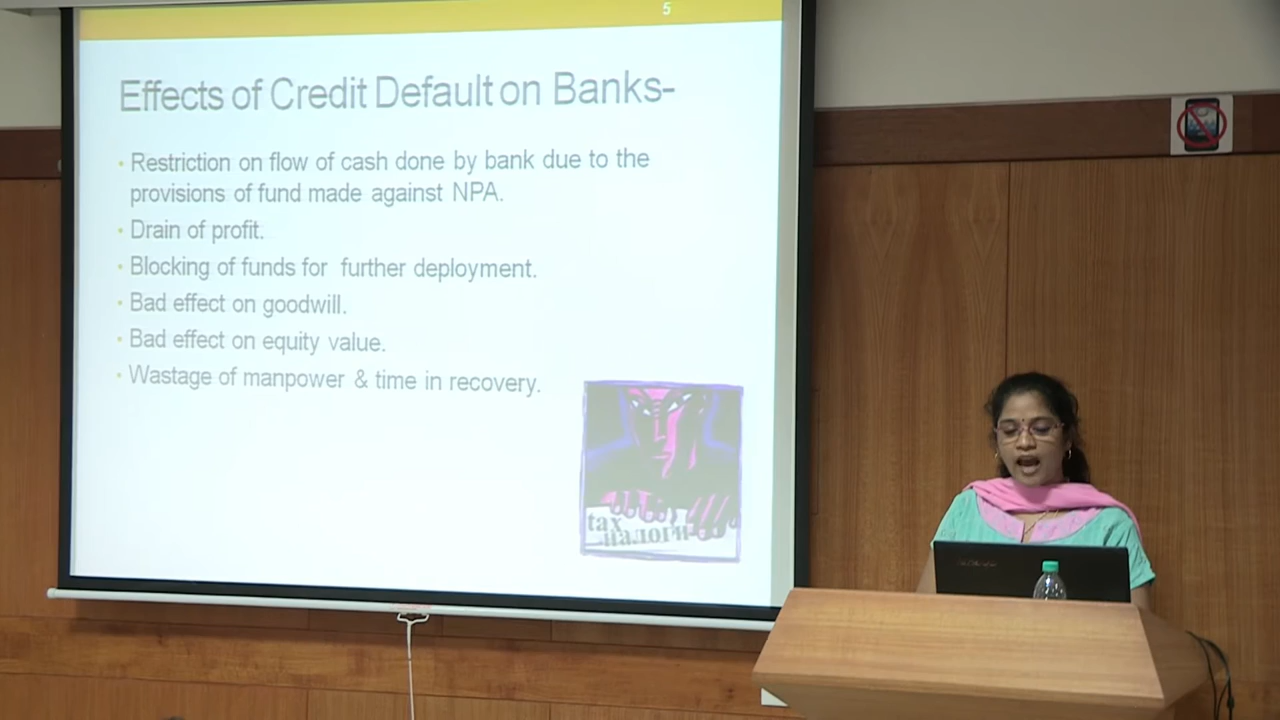 5
Effects of Credit Default on Banks-
• Restriction on flow of cash done by bank due to the
provisions of fund made against NPA.
• Drain of profit.
• Blocking of funds for further deployment.
• Bad effect on goodwill.
• Bad effect on equity value.
• Wastage of manpower & time in recovery.
tax
налоги